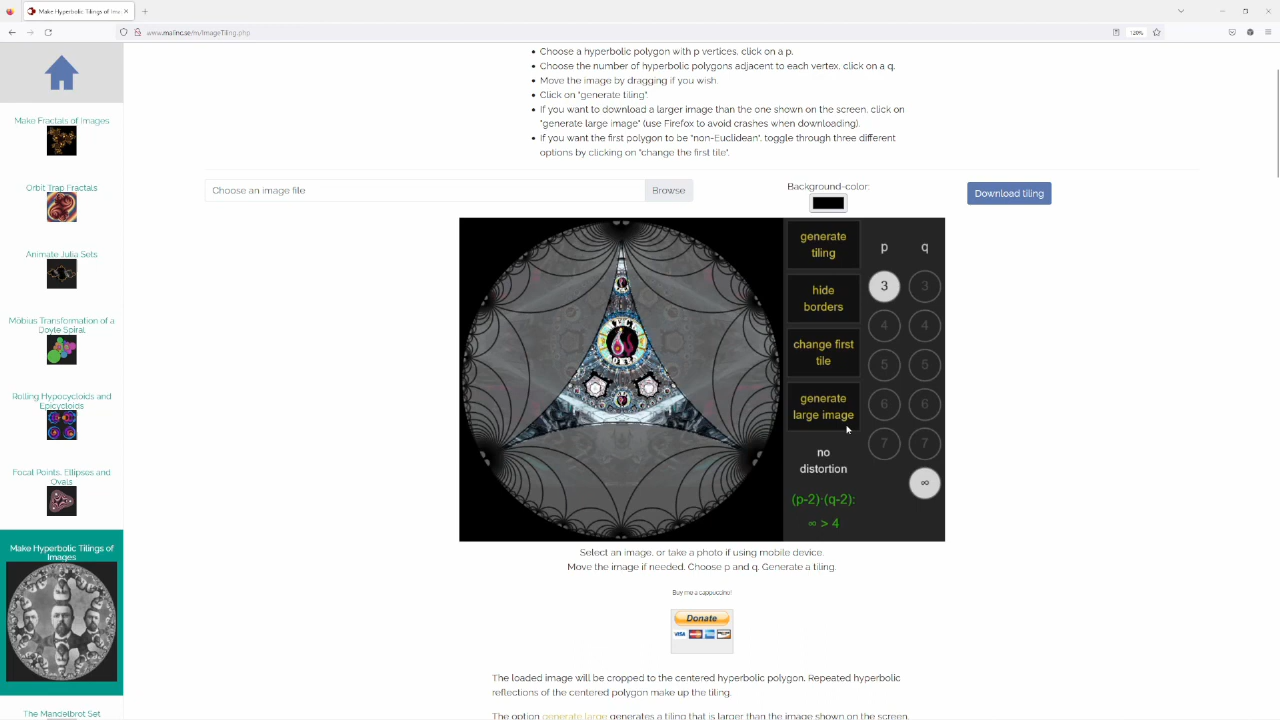 Make Hyperbolic Tilings of Ima
www.malinc.se/m/ImageTiling.php
120%
Make Fractals of Images
Orbit Trap Fractals
Animate Julia Sets
Möbius Transformation of a
Doyle Spiral
Rolling Hypocycloids and
Epicycloids
Focal Points, Ellipses and
Ovals
Make Hyperbolic Tilings of
Images
The Mandelbrot Set
Choose a hyperbolic polygon with p vertices, click on a p.
Choose the number of hyperbolic polygons adjacent to each vertex, click on a q.
Move the image by dragging if you wish.
Click on "generate tiling".
If you want to download a larger image than the one shown on the screen, click on
"generate large image" (use Firefox to avoid crashes when downloading).
If you want the first polygon to be "non-Euclidean", toggle through three different
options by clicking on "change the first tile".
Choose an image file
Browse
Background-color:
Download tiling
generate
tiling
hide
borders
change first
tile
generate
large image
no
distortion
(p-2)·(q-2):
∞ > 4
p q
3 3
4 4
5 5
6 6
7 7
∞
Select an image, or take a photo if using mobile device.
Move the image if needed. Choose p and q. Generate a tiling.
Buy me a cappuccino!
Donate
VISA
The loaded image will be cropped to the centered hyperbolic polygon. Repeated hyperbolic
reflections of the centered polygon make up the tiling.
The option generate large generates a tiling that is larger than the image shown on the screen.